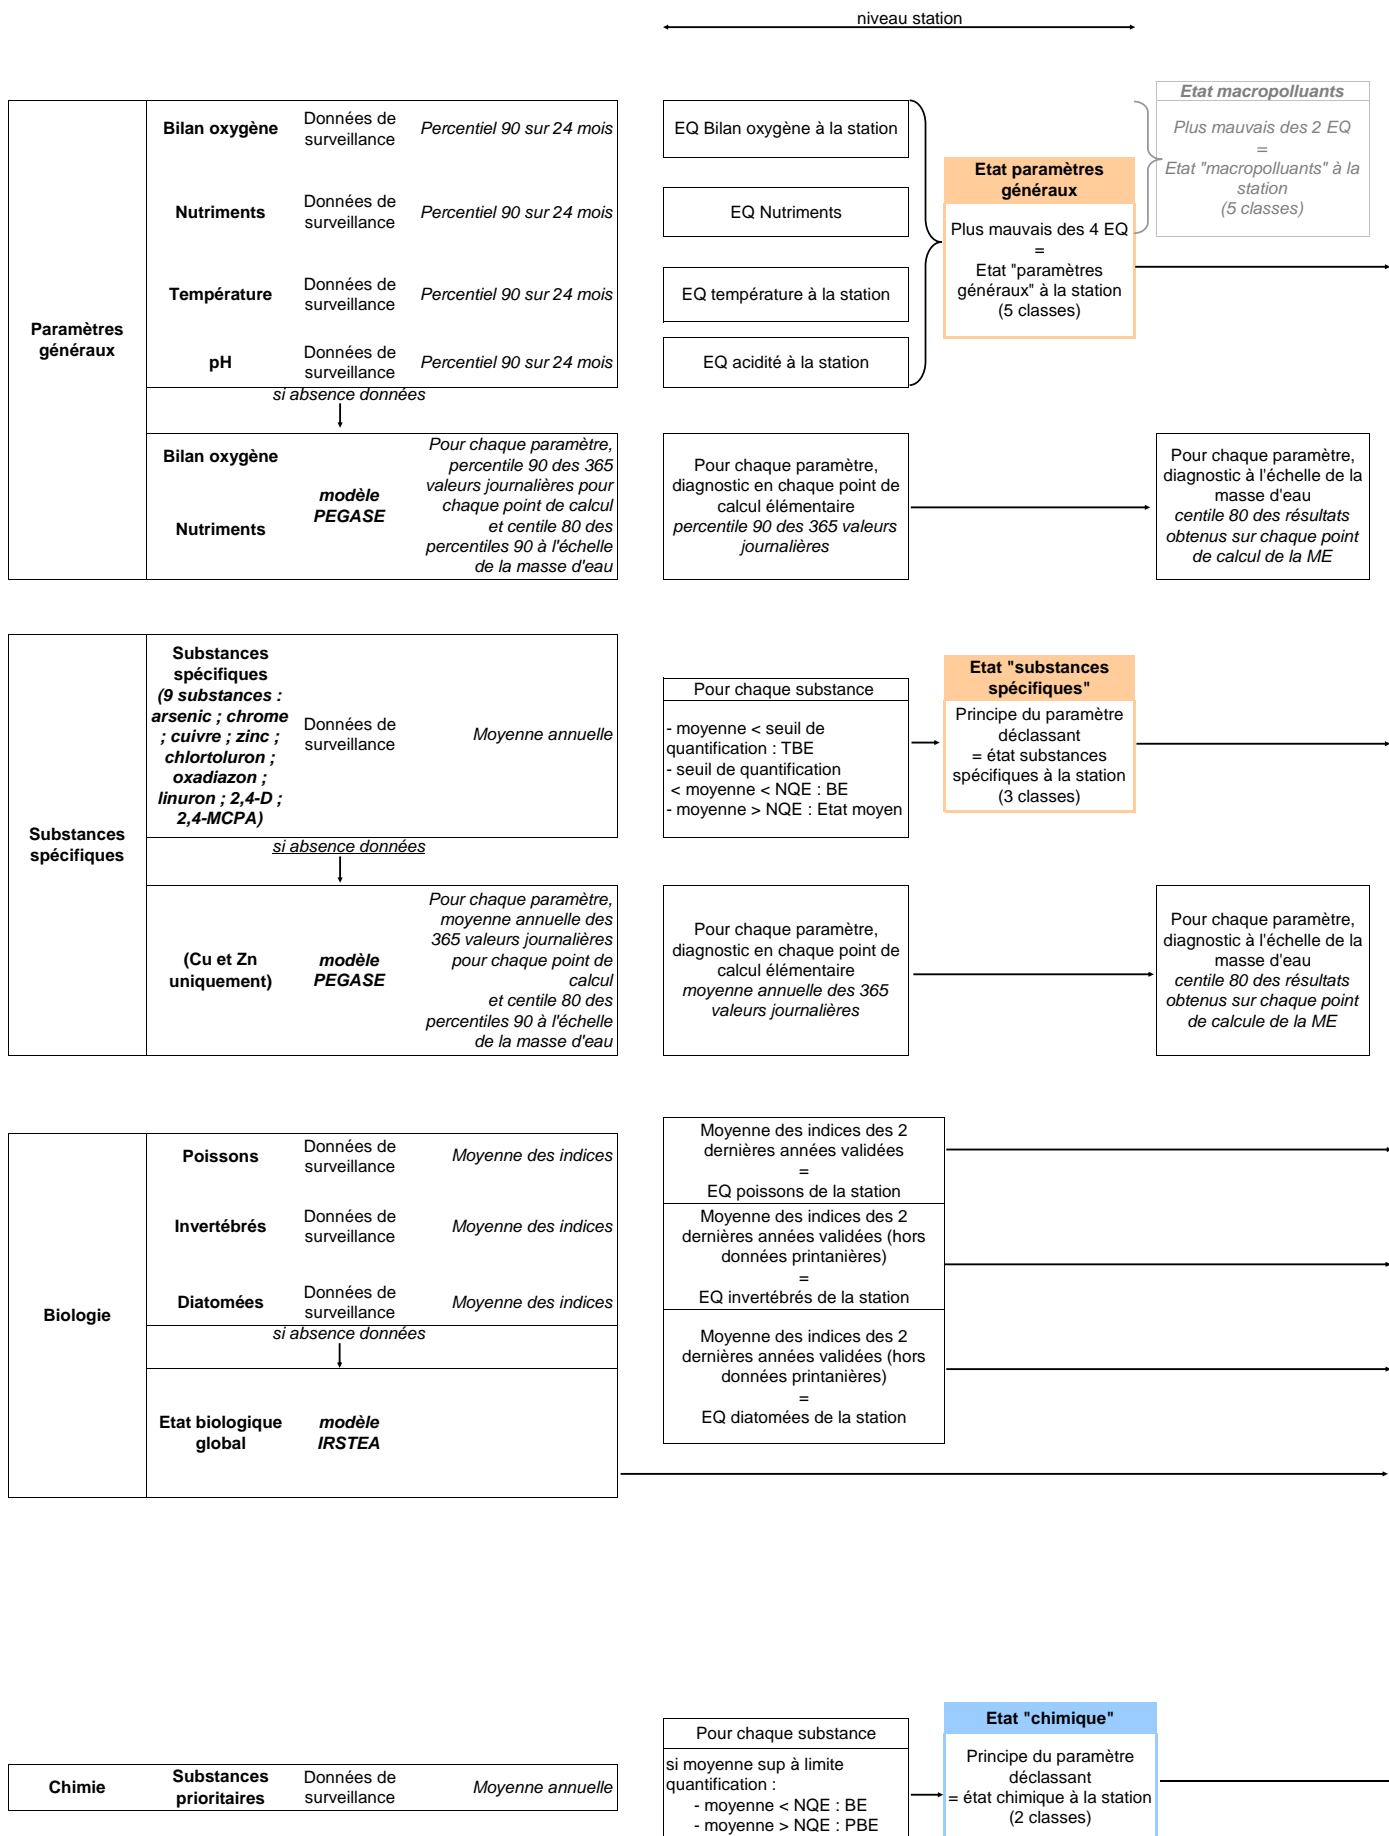 niveau station
Etat macropolluants
Plus mauvais des 2 EQ
=
Etat "macropolluants" à la
station
(5 classes)
Paramètres
généraux
Bilan oxygène
Données de
surveillance
Percentiel 90 sur 24 mois
EQ Bilan oxygène à la station
Nutriments
Données de
surveillance
Percentiel 90 sur 24 mois
EQ Nutriments
Température
Données de
surveillance
Percentiel 90 sur 24 mois
EQ température à la station
pH
Données de
surveillance
Percentiel 90 sur 24 mois
EQ acidité à la station
Etat paramètres
généraux
Plus mauvais des 4 EQ
=
Etat "paramètres
généraux" à la station
(5 classes)
si absence données
Bilan oxygène
Nutriments
modèle
PEGASE
Pour chaque paramètre,
percentile 90 des 365
valeurs journalières pour
chaque point de calcul
et centile 80 des
percentiles 90 à l'échelle
de la masse d'eau
Pour chaque paramètre,
diagnostic en chaque point de
calcul élémentaire
percentile 90 des 365 valeurs
journalières
Pour chaque paramètre,
diagnostic à l'échelle de la
masse d'eau
centile 80 des résultats
obtenus sur chaque point
de calcul de la ME
Substances
spécifiques
Substances
spécifiques
(9 substances :
arsenic ; chrome
; cuivre ; zinc ;
chlortoluron ;
oxadiazon ;
linuron ; 2,4-D ;
2,4-MCPA)
Données de
surveillance
Moyenne annuelle
Pour chaque substance
- moyenne < seuil de
quantification : TBE
- seuil de quantification
< moyenne < NQE : BE
- moyenne > NQE : Etat moyen
Etat "substances
spécifiques"
Principe du paramètre
déclassant
= état substances
spécifiques à la station
(3 classes)
si absence données
(Cu et Zn
uniquement)
modèle
PEGASE
Pour chaque paramètre,
moyenne annuelle des
365 valeurs journalières
pour chaque point de
calcul
et centile 80 des
percentiles 90 à l'échelle
de la masse d'eau
Pour chaque paramètre,
diagnostic en chaque point de
calcul élémentaire
moyenne annuelle des 365
valeurs journalières
Pour chaque paramètre,
diagnostic à l'échelle de la
masse d'eau
centile 80 des résultats
obtenus sur chaque point
de calcule de la ME
Biologie
Poissons
Données de
surveillance
Moyenne des indices
Moyenne des indices des 2
dernières années validées
=
EQ poissons de la station
Invertébrés
Données de
surveillance
Moyenne des indices
Moyenne des indices des 2
dernières années validées (hors
données printanières)
=
EQ invertébrés de la station
Diatomées
Données de
surveillance
Moyenne des indices
Moyenne des indices des 2
dernières années validées (hors
données printanières)
=
EQ diatomées de la station
si absence données
Etat biologique
global
modèle
IRSTEA
Chimie
Substances
prioritaires
Données de
surveillance
Moyenne annuelle
Pour chaque substance
si moyenne sup à limite
quantification :
- moyenne < NQE : BE
- moyenne > NQE : PBE
Etat "chimique"
Principe du paramètre
déclassant
= état chimique à la station
(2 classes)